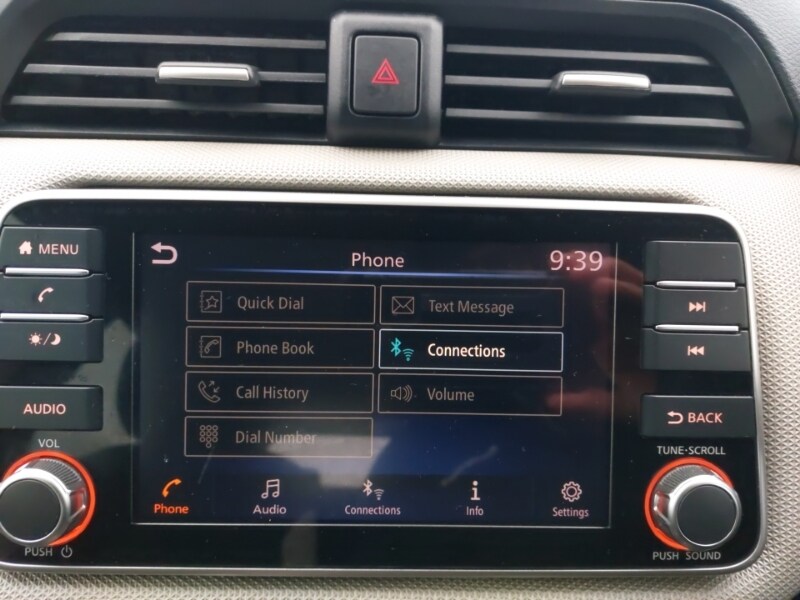 MENU
Phone
9:39
Quick Dial
Text Message
Phone Book
Connections
Call History
Volume
Dial Number
AUDIO
BACK
VOL
TUNE·SCROLL
Phone
Audio
Connections
Info
Settings
PUSH
PUSH SOUND